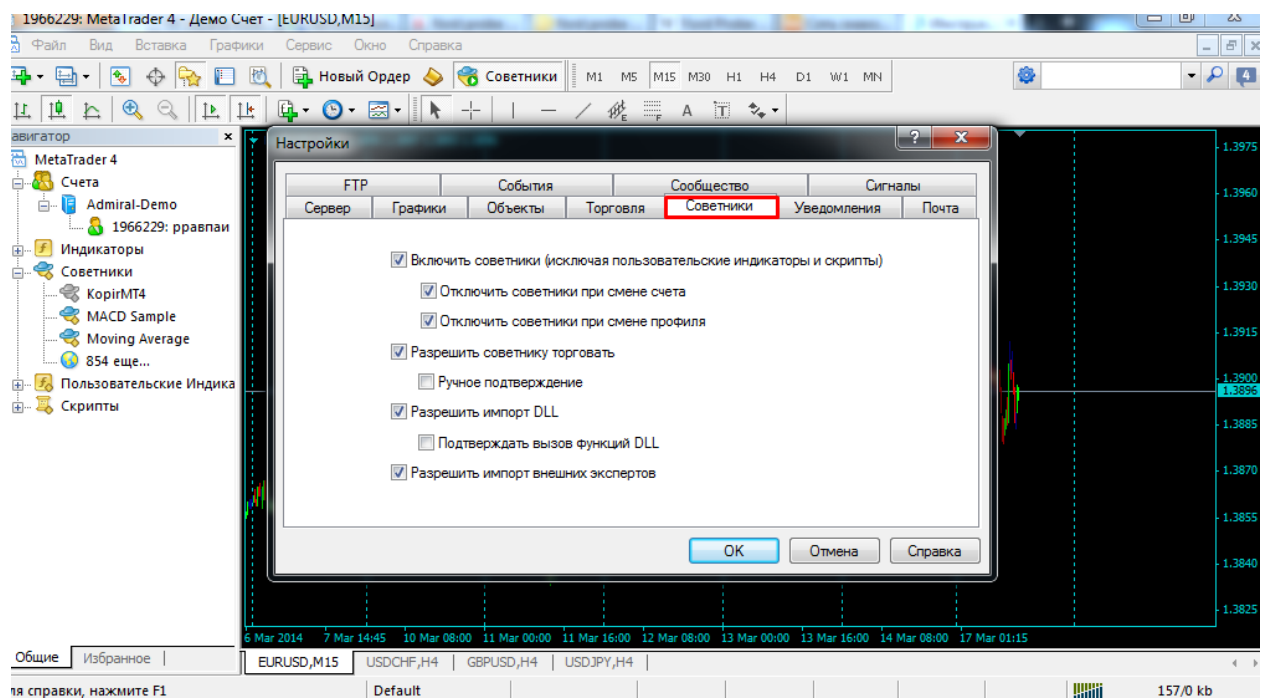 1966229: MetaTrader 4 - Демо Счет - [EURUSD,M15]
Файл Вид Вставка Графики Сервис Окно Справка
Новый Ордер Советники M1 M5 M15 M30 H1 H4 D1 W1 MN 4
E F A T
авигатор
MetaTrader 4
Счета
Admiral-Demo
1966229: рравпаи
Индикаторы
Советники
KopirMT4
MACD Sample
Moving Average
854 еще...
Пользовательские Индика
Скрипты
Общие Избранное
Настройки
FTP События Сообщество Сигналы
Сервер Графики Объекты Торговля Советники Уведомления Почта
Включить советники (исключая пользовательские индикаторы и скрипты)
Отключить советники при смене счета
Отключить советники при смене профиля
Разрешить советнику торговать
Ручное подтверждение
Разрешить импорт DLL
Подтверждать вызов функций DLL
Разрешить импорт внешних экспертов
OK Отмена Справка
1.3975
1.3960
1.3945
1.3930
1.3915
1.3900
1.3896
1.3885
1.3870
1.3855
1.3840
1.3825
6 Mar 2014 7 Mar 14:45 10 Mar 08:00 11 Mar 00:00 11 Mar 16:00 12 Mar 08:00 13 Mar 00:00 13 Mar 16:00 14 Mar 08:00 17 Mar 01:15
EURUSD,M15 USDCHF,H4 GBPUSD,H4 USDJPY,H4
ля справки, нажмите F1 Default 157/0 kb